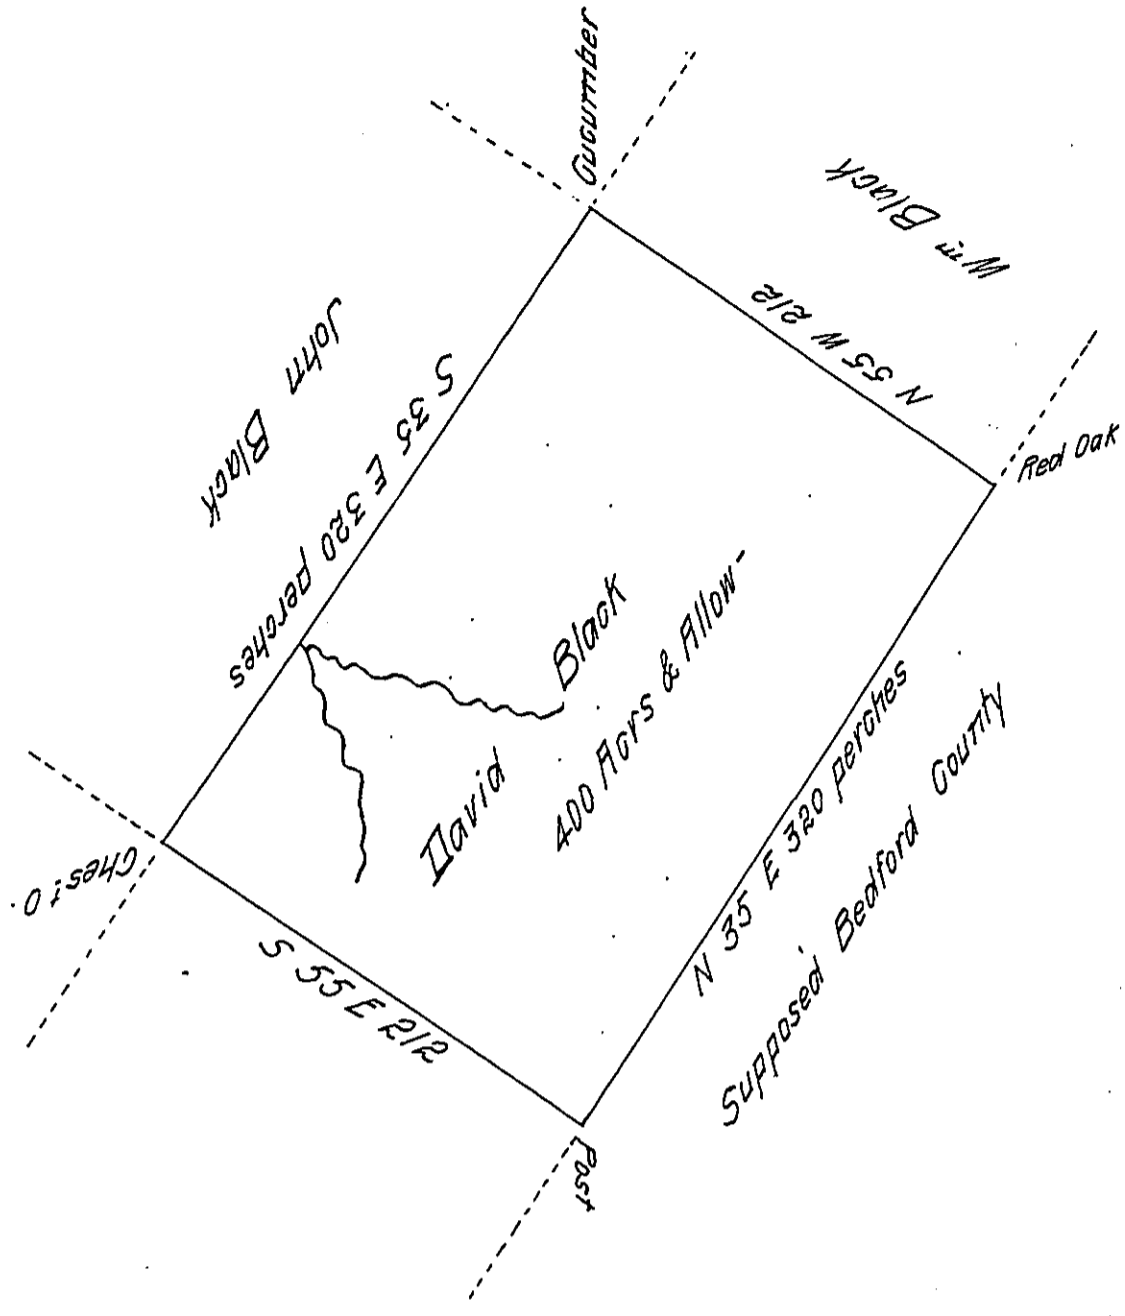 Cucumber
Wm Black
N 55 W 212
John Black
S 35 E 320 perches
Red Oak
David Black
400 Acrs & Allow-
Chest O.
S 55 E 212
N 35 E 320 perches
Supposed Bedford County
Post